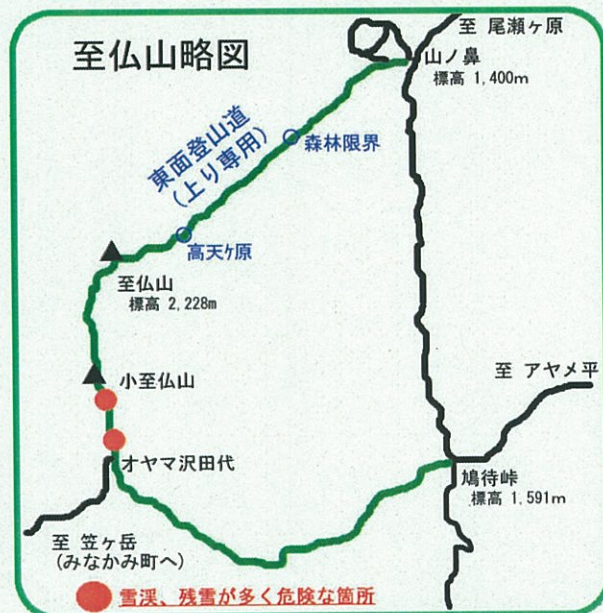 至仏山略図
至 尾瀬ヶ原
山ノ鼻
標高 1,400m
東面登山道
(上り専用)
森林限界
高天ケ原
至仏山
標高 2,228m
小至仏山
至 アヤメ平
オヤマ沢田代
鳩待峠
標高 1,591m
至 笠ヶ岳
(みなかみ町へ)
雪渓、残雪が多く危険な箇所